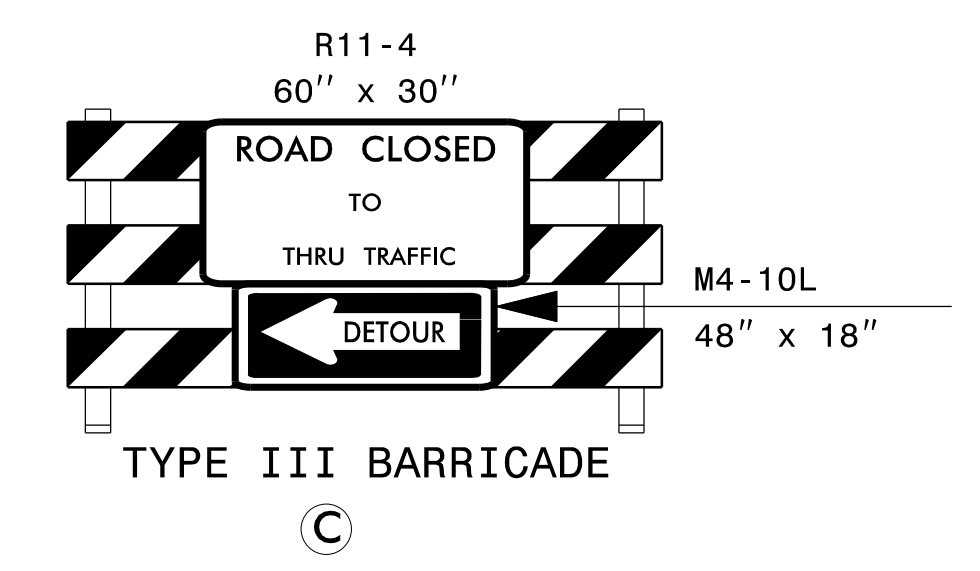 R11-4
60" x 30"
ROAD CLOSED
TO
THRU TRAFFIC
DETOUR
M4-10L
48" x 18"
TYPE III BARRICADE
C